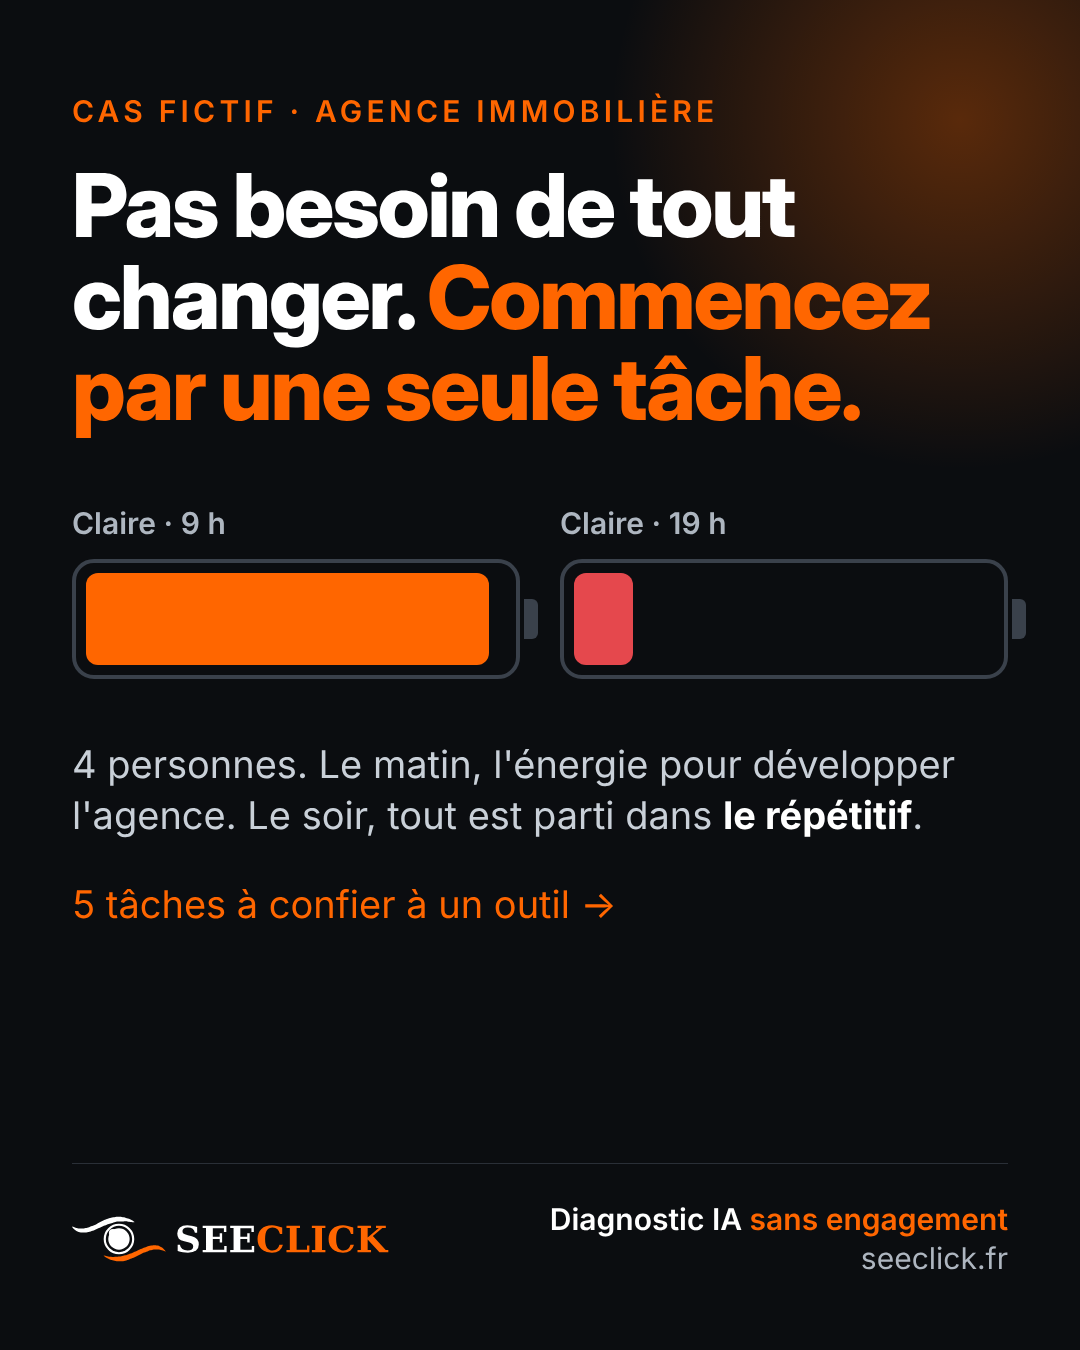 CAS FICTIF · AGENCE IMMOBILIÈRE
Pas besoin de tout
changer. Commencez
par une seule tâche.
Claire · 9 h
Claire · 19 h
4 personnes. Le matin, l'énergie pour développer
l'agence. Le soir, tout est parti dans le répétitif.
5 tâches à confier à un outil →
SEECLICK
Diagnostic IA sans engagement
seeclick.fr